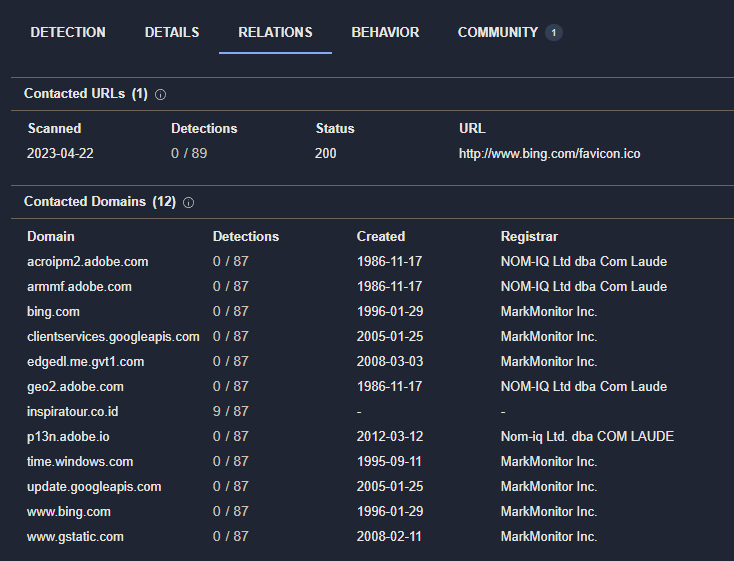 DETECTION DETAILS RELATIONS BEHAVIOR COMMUNITY 1
Contacted URLs (1)
Scanned Detections Status URL
2023-04-22 0 / 89 200 http://www.bing.com/favicon.ico
Contacted Domains (12)
Domain Detections Created Registrar
acroipm2.adobe.com 0 / 87 1986-11-17 NOM-IQ Ltd dba Com Laude
armmf.adobe.com 0 / 87 1986-11-17 NOM-IQ Ltd dba Com Laude
bing.com 0 / 87 1996-01-29 MarkMonitor Inc.
clientservices.googleapis.com 0 / 87 2005-01-25 MarkMonitor Inc.
edgedl.me.gvt1.com 0 / 87 2008-03-03 MarkMonitor Inc.
geo2.adobe.com 0 / 87 1986-11-17 NOM-IQ Ltd dba Com Laude
inspiratour.co.id 9 / 87 - -
p13n.adobe.io 0 / 87 2012-03-12 Nom-iq Ltd. dba COM LAUDE
time.windows.com 0 / 87 1995-09-11 MarkMonitor Inc.
update.googleapis.com 0 / 87 2005-01-25 MarkMonitor Inc.
www.bing.com 0 / 87 1996-01-29 MarkMonitor Inc.
www.gstatic.com 0 / 87 2008-02-11 MarkMonitor Inc.